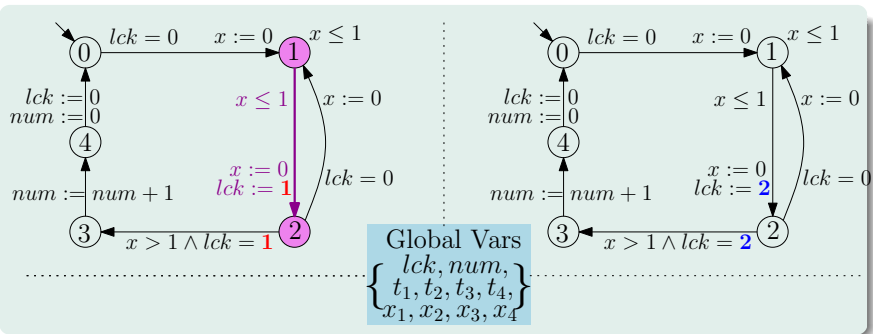 0 lck = 0 x := 0 1 x ≤ 1
x ≤ 1 x := 0
lck := 0
num := 0
4
x := 0
lck := 1
lck = 0
num := num + 1
3 x > 1 ∧ lck = 1 2
0 lck = 0 x := 0 1 x ≤ 1
x ≤ 1 x := 0
lck := 0
num := 0
4
x := 0
lck := 2
lck = 0
num := num + 1
3 x > 1 ∧ lck = 2 2
Global Vars
{ lck, num,
t₁, t₂, t₃, t₄,
x₁, x₂, x₃, x₄ }